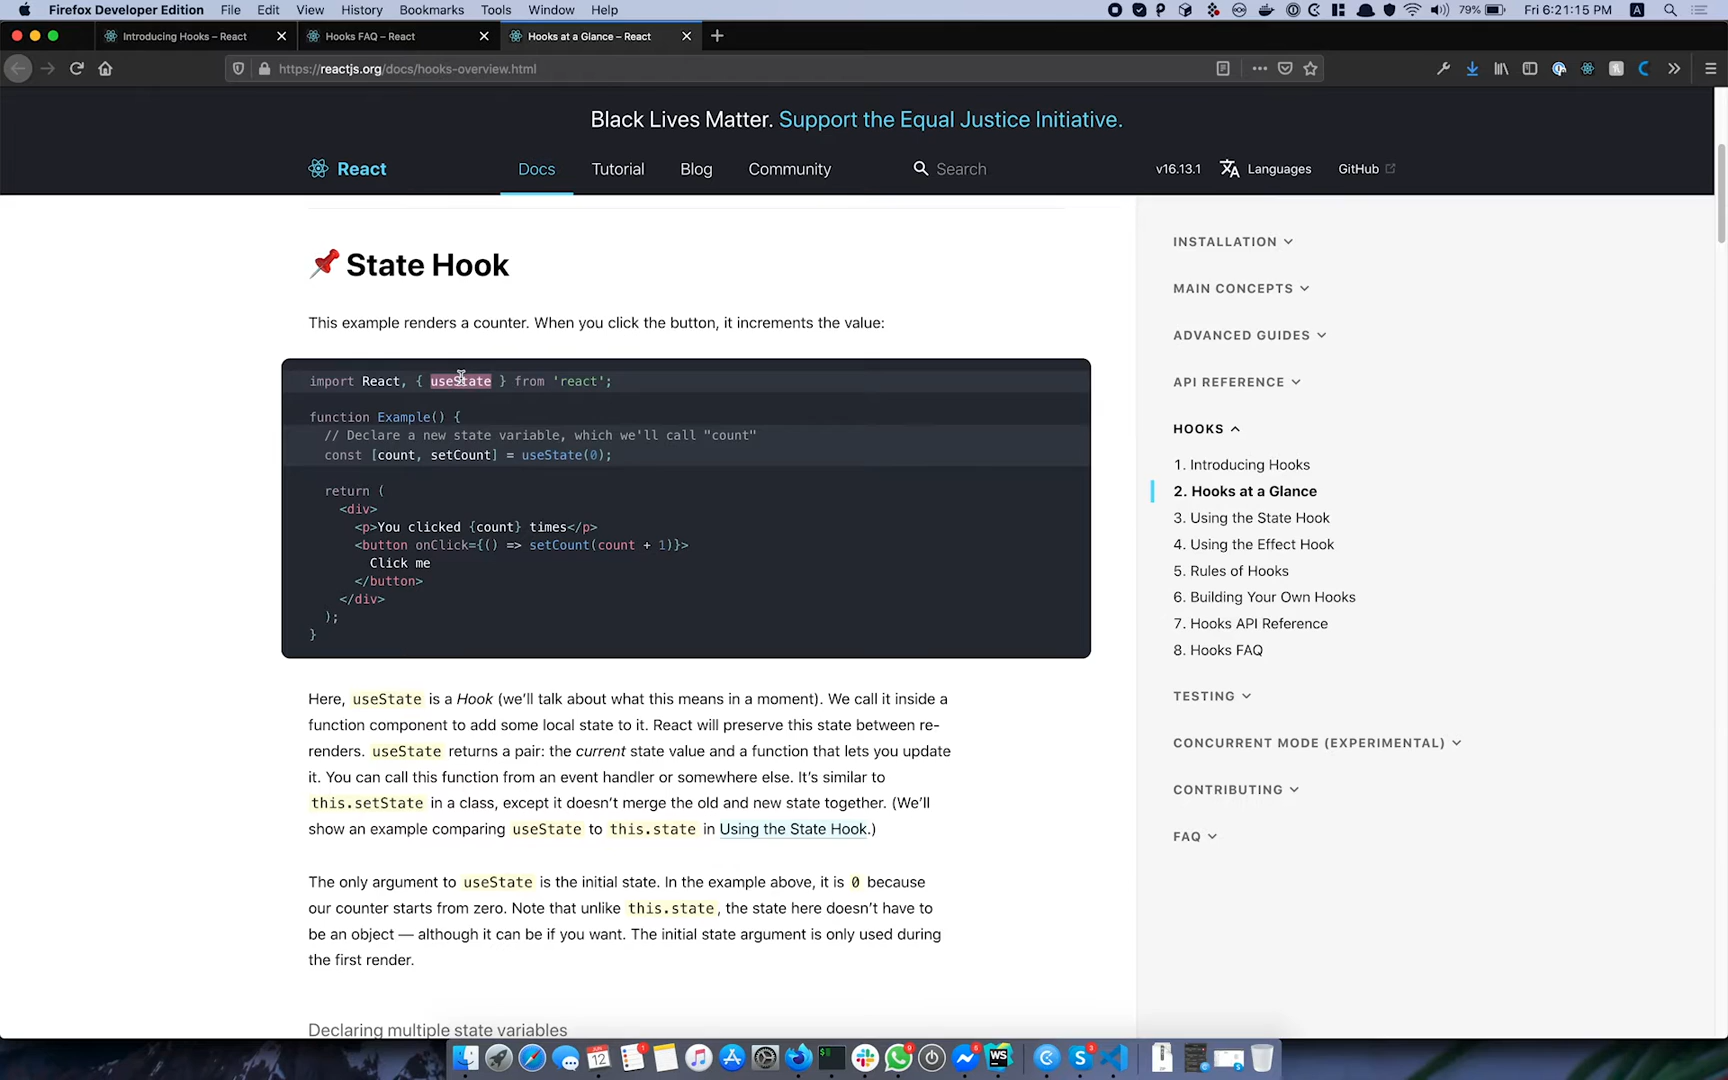 Firefox Developer Edition File Edit View History Bookmarks Tools Window Help 79% Fri 6:21:15 PM A
Introducing Hooks – React Hooks FAQ – React Hooks at a Glance – React
https://reactjs.org/docs/hooks-overview.html
Black Lives Matter. Support the Equal Justice Initiative.
React Docs Tutorial Blog Community Search v16.13.1 Languages GitHub
State Hook
This example renders a counter. When you click the button, it increments the value:
import React, { useState } from 'react';
function Example() {
// Declare a new state variable, which we'll call "count"
const [count, setCount] = useState(0);
return (
<div>
<p>You clicked {count} times</p>
<button onClick={() => setCount(count + 1)}>
Click me
</button>
</div>
);
}
Here, useState is a Hook (we'll talk about what this means in a moment). We call it inside a
function component to add some local state to it. React will preserve this state between re-
renders. useState returns a pair: the current state value and a function that lets you update
it. You can call this function from an event handler or somewhere else. It's similar to
this.setState in a class, except it doesn't merge the old and new state together. (We'll
show an example comparing useState to this.state in Using the State Hook.)
The only argument to useState is the initial state. In the example above, it is 0 because
our counter starts from zero. Note that unlike this.state, the state here doesn't have to
be an object — although it can be if you want. The initial state argument is only used during
the first render.
Declaring multiple state variables
INSTALLATION
MAIN CONCEPTS
ADVANCED GUIDES
API REFERENCE
HOOKS
1. Introducing Hooks
2. Hooks at a Glance
3. Using the State Hook
4. Using the Effect Hook
5. Rules of Hooks
6. Building Your Own Hooks
7. Hooks API Reference
8. Hooks FAQ
TESTING
CONCURRENT MODE (EXPERIMENTAL)
CONTRIBUTING
FAQ